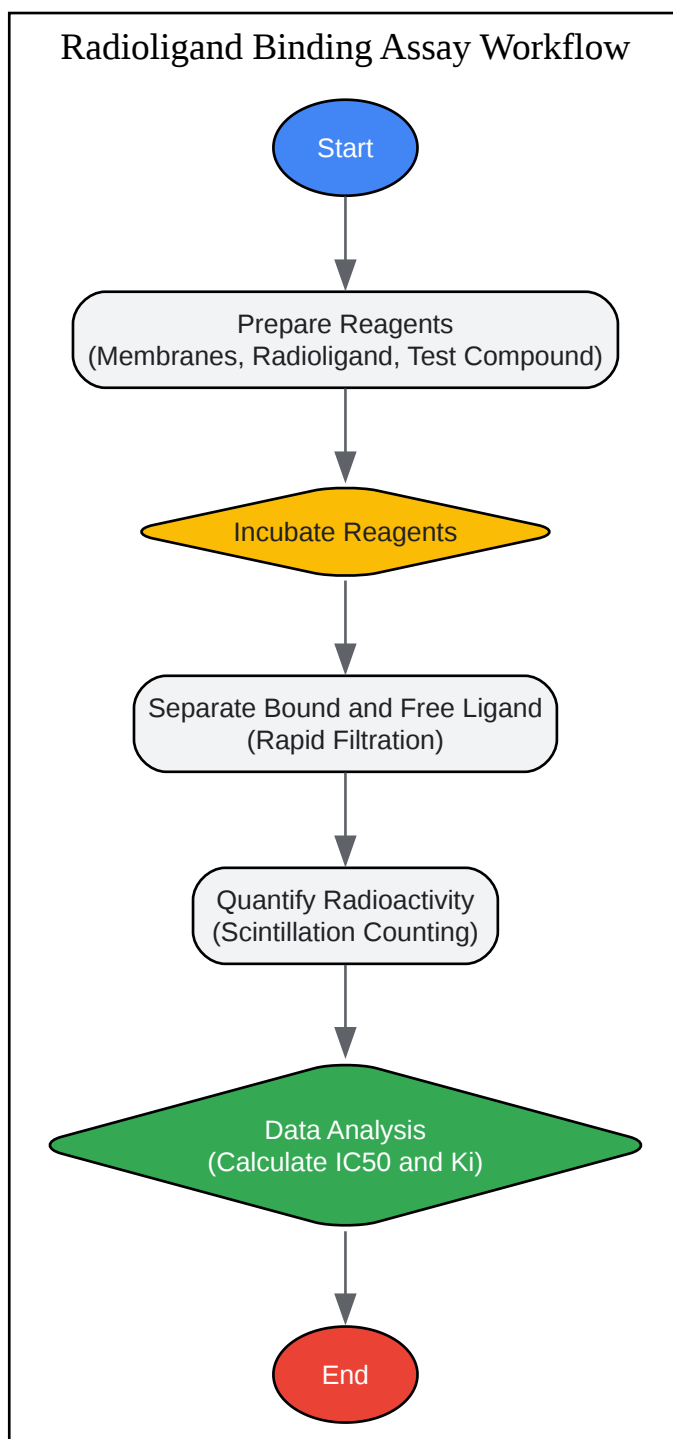 Radioligand Binding Assay Workflow
Start
Prepare Reagents
(Membranes, Radioligand, Test Compound)
Incubate Reagents
Separate Bound and Free Ligand
(Rapid Filtration)
Quantify Radioactivity
(Scintillation Counting)
Data Analysis
(Calculate IC50 and Ki)
End